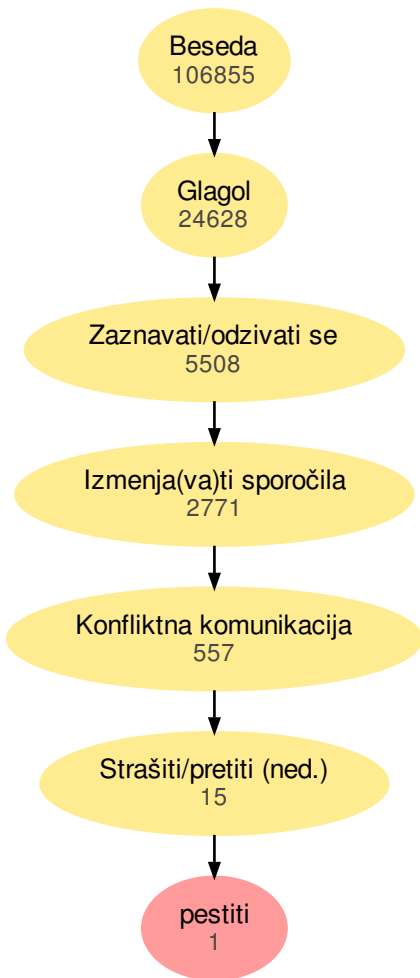 Beseda
106855
Glagol
24628
Zaznavati/odzivati se
5508
Izmenja(va)ti sporočila
2771
Konfliktna komunikacija
557
Strašiti/pretiti (ned.)
15
pestiti
1